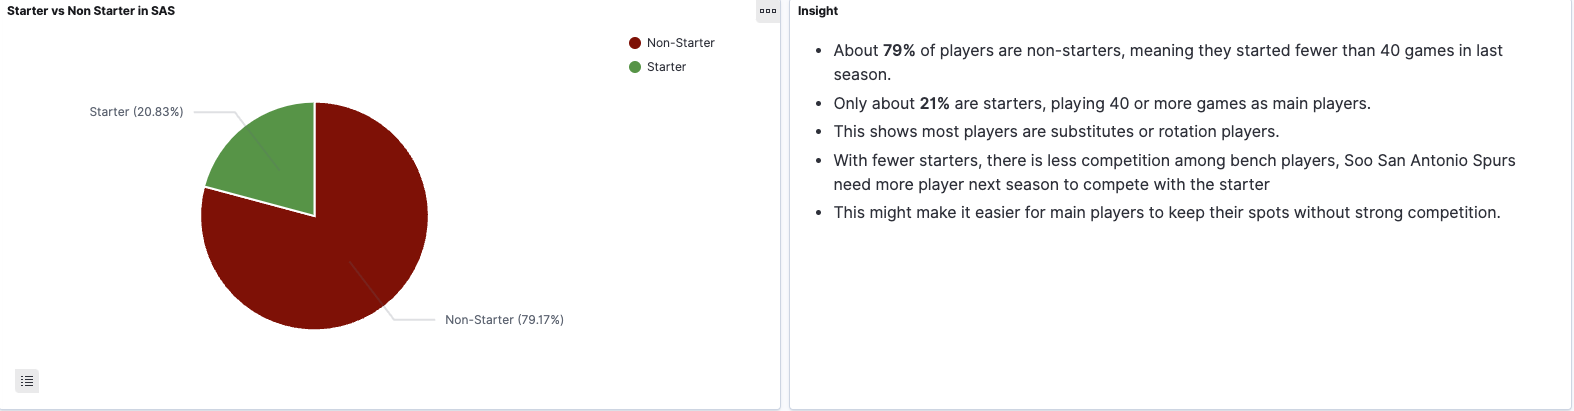 Starter vs Non Starter in SAS
Non-Starter
Starter
Starter (20.83%)
Non-Starter (79.17%)
Insight
• About 79% of players are non-starters, meaning they started fewer than 40 games in last
season.
• Only about 21% are starters, playing 40 or more games as main players.
• This shows most players are substitutes or rotation players.
• With fewer starters, there is less competition among bench players, Soo San Antonio Spurs
need more player next season to compete with the starter
• This might make it easier for main players to keep their spots without strong competition.